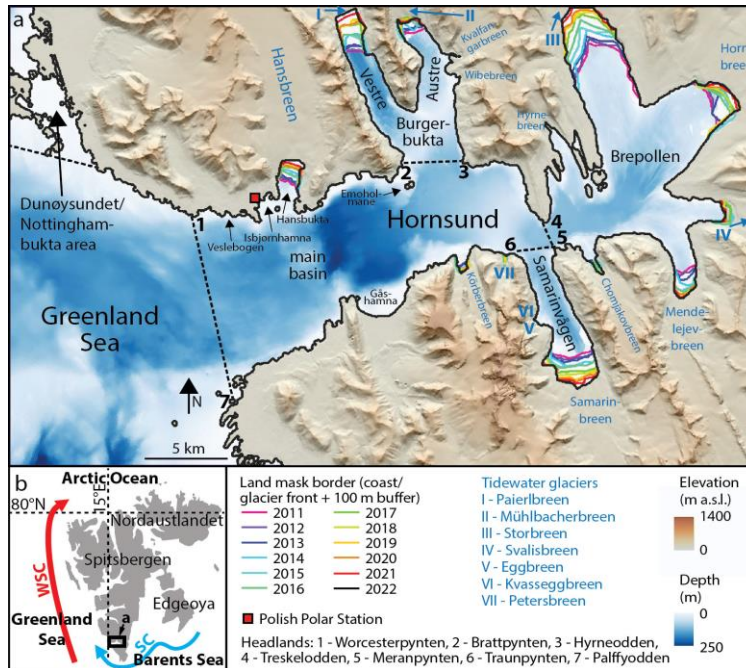 a
I
II
III
Hansbreen
Vestre
Austre
Kvalfan-
garbreen
Wibebreen
Burger-
bukta
Hyrne
breen
Horn
breen
Brepollen
Dunøysundet/
Nottingham-
bukta area
1
2
3
4
5
6
7
Veslebogen
Isbjørnhamna
Hansbukta
Emoholmane
Hornsund
main
basin
Gås-
hamna
Greenland
Sea
N
5 km
Körberbreen
VII
VI
V
Samarinvågen
Chomjakovbreen
IV
Mende-
lejev-
breen
Samarin-
breen
b
Arctic Ocean
15°E
80°N
Nordaustlandet
Spitsbergen
WSC
Edgeoya
a
Greenland
Sea
SC
Barents Sea
Land mask border (coast/
glacier front + 100 m buffer)
2011
2012
2013
2014
2015
2016
2017
2018
2019
2020
2021
2022
Polish Polar Station
Tidewater glaciers
I - Paierlbreen
II - Mühlbacherbreen
III - Storbreen
IV - Svalisbreen
V - Eggbreen
VI - Kvasseggbreen
VII - Petersbreen
Elevation
(m a.s.l.)
1400
0
Depth
(m)
0
250
Headlands: 1 - Worcesterpynten, 2 - Brattpynten, 3 - Hyrneodden,
4 - Treskelodden, 5 - Meranpynten, 6 - Traunpynten, 7 - Palffyodden